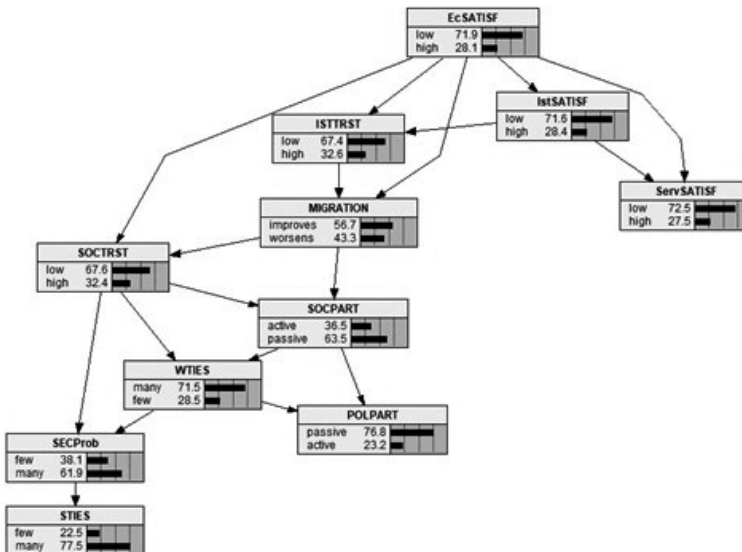 EcSATISF
low 71.9
high 28.1
IstSATISF
low 71.6
high 28.4
ISTTRST
low 67.4
high 32.6
ServSATISF
low 72.5
high 27.5
MIGRATION
improves 56.7
worsens 43.3
SOCTRST
low 67.6
high 32.4
SOCPART
active 36.5
passive 63.5
WTIES
many 71.5
few 28.5
POLPART
passive 76.8
active 23.2
SECProb
few 38.1
many 61.9
STIES
few 22.5
many 77.5